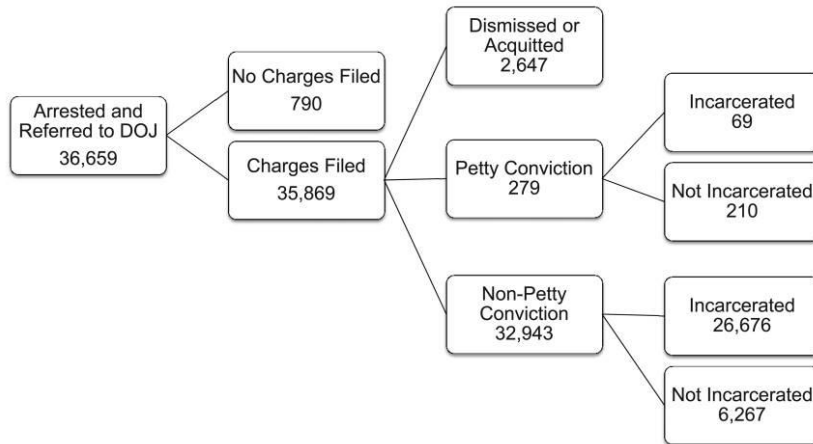 Arrested and
Referred to DOJ
36,659
No Charges Filed
790
Charges Filed
35,869
Dismissed or
Acquitted
2,647
Petty Conviction
279
Non-Petty
Conviction
32,943
Incarcerated
69
Not Incarcerated
210
Incarcerated
26,676
Not Incarcerated
6,267